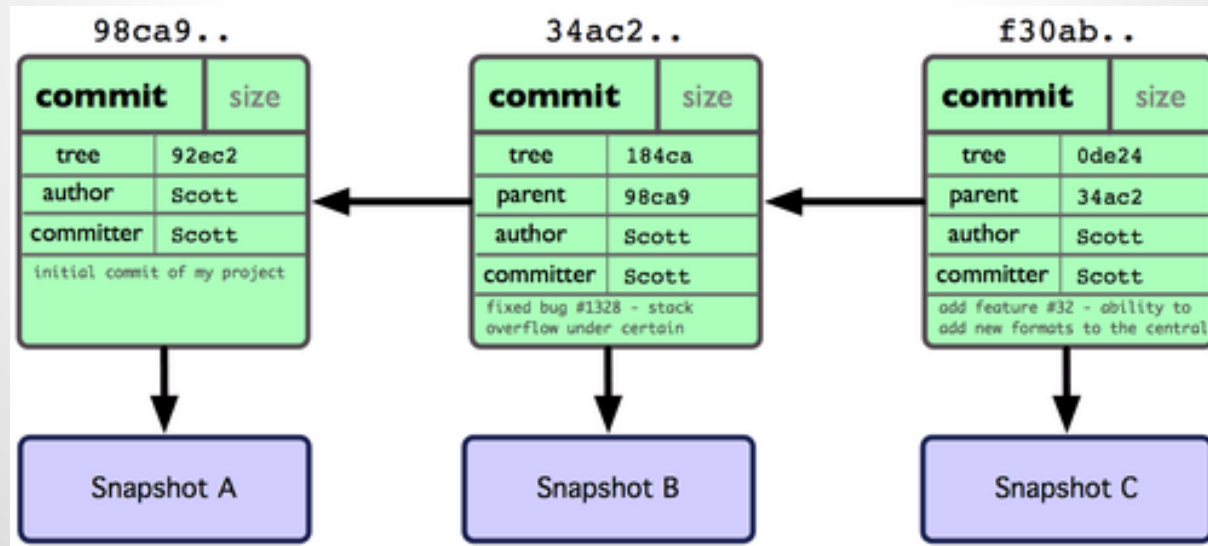 98ca9..
commit size
tree 92ec2
author Scott
committer Scott
initial commit of my project
Snapshot A
34ac2..
commit size
tree 184ca
parent 98ca9
author Scott
committer Scott
fixed bug #1328 - stack
overflow under certain
Snapshot B
f30ab..
commit size
tree 0de24
parent 34ac2
author Scott
committer Scott
add feature #32 - ability to
add new formats to the central
Snapshot C